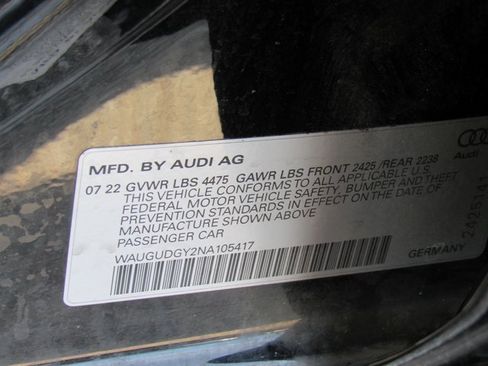 MFD. BY AUDI AG
07 22 GVWR LBS 4475 GAWR LBS FRONT 2425 /REAR 2238
THIS VEHICLE CONFORMS TO ALL APPLICABLE U.S.
FEDERAL MOTOR VEHICLE SAFETY, BUMPER AND THEFT
PREVENTION STANDARDS IN EFFECT ON THE DATE OF
MANUFACTURE SHOWN ABOVE
PASSENGER CAR
WAUGUDGY2NA105417
Audi
GERMANY